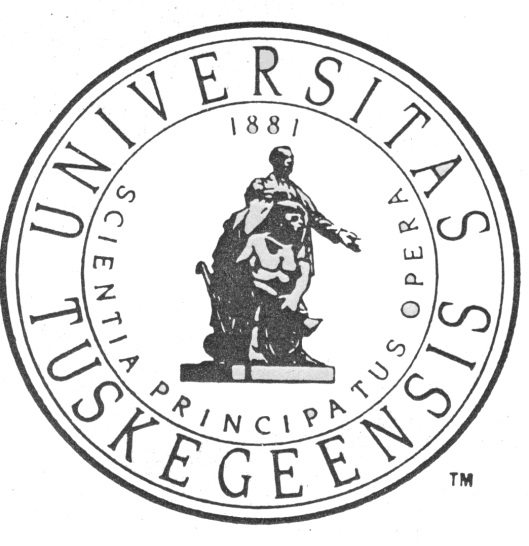 UNIVERSITAS TUSKEGEENSIS
1881
SCIENTIA PRINCIPATUS OPERA
TM